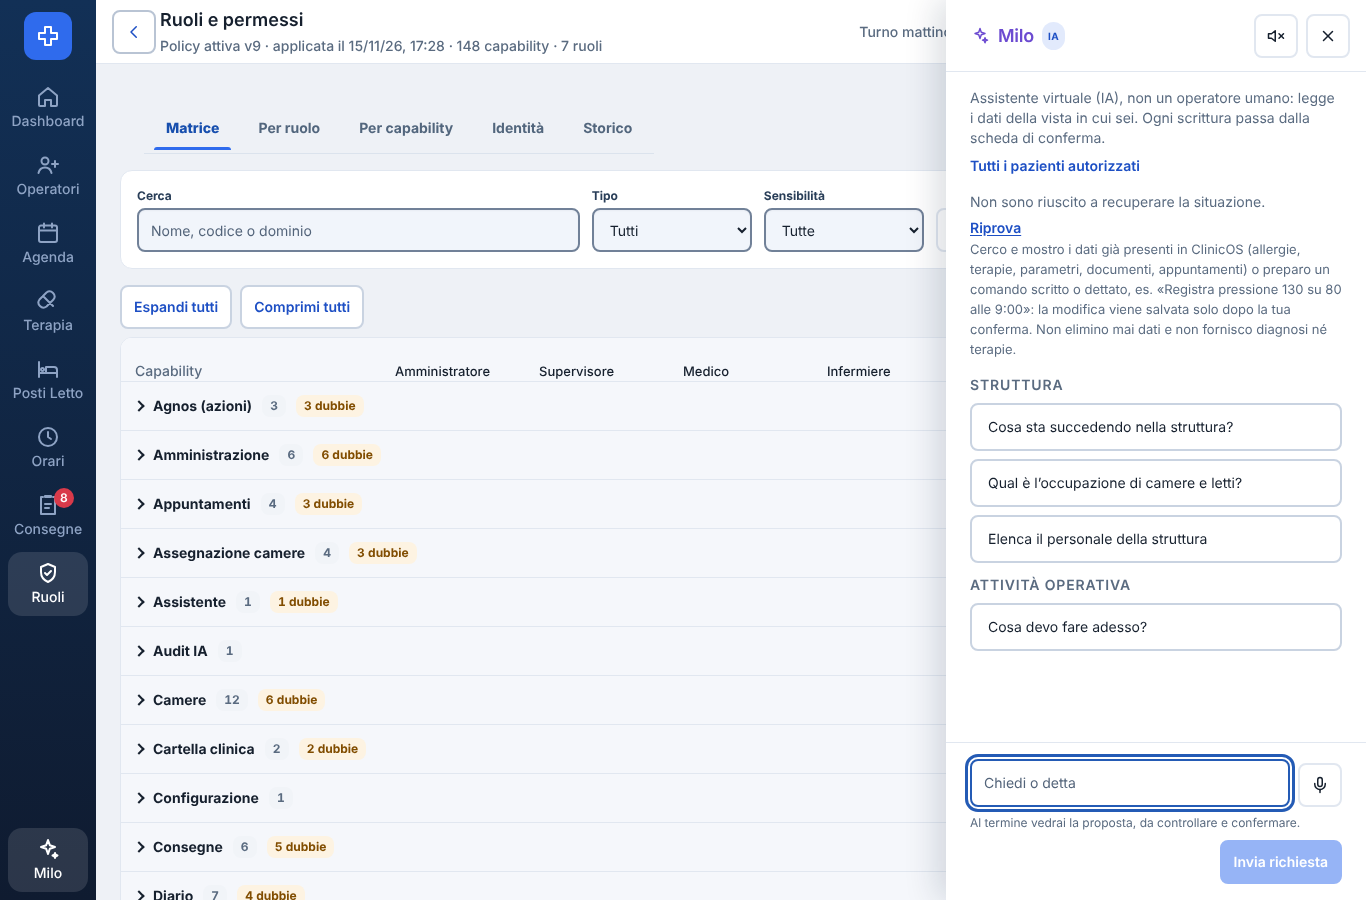 Dashboard
Operatori
Agenda
Terapia
Posti Letto
Orari
8
Consegne
Ruoli
Milo
Ruoli e permessi
Policy attiva v9 · applicata il 15/11/26, 17:28 · 148 capability · 7 ruoli
Turno mattino
Matrice Per ruolo Per capability Identità Storico
Cerca Tipo Sensibilità
Nome, codice o dominio Tutti Tutte
Espandi tutti Comprimi tutti
Capability Amministratore Supervisore Medico Infermiere
Agnos (azioni) 3 3 dubbie
Amministrazione 6 6 dubbie
Appuntamenti 4 3 dubbie
Assegnazione camere 4 3 dubbie
Assistente 1 1 dubbie
Audit IA 1
Camere 12 6 dubbie
Cartella clinica 2 2 dubbie
Configurazione 1
Consegne 6 5 dubbie
Diario 7 4 dubbie
Milo IA
Assistente virtuale (IA), non un operatore umano: legge
i dati della vista in cui sei. Ogni scrittura passa dalla
scheda di conferma.
Tutti i pazienti autorizzati
Non sono riuscito a recuperare la situazione.
Riprova
Cerco e mostro i dati già presenti in ClinicOS (allergie,
terapie, parametri, documenti, appuntamenti) o preparo un
comando scritto o dettato, es. «Registra pressione 130 su 80
alle 9:00»: la modifica viene salvata solo dopo la tua
conferma. Non elimino mai dati e non fornisco diagnosi né
terapie.
STRUTTURA
Cosa sta succedendo nella struttura?
Qual è l’occupazione di camere e letti?
Elenca il personale della struttura
ATTIVITÀ OPERATIVA
Cosa devo fare adesso?
Chiedi o detta
Al termine vedrai la proposta, da controllare e confermare.
Invia richiesta